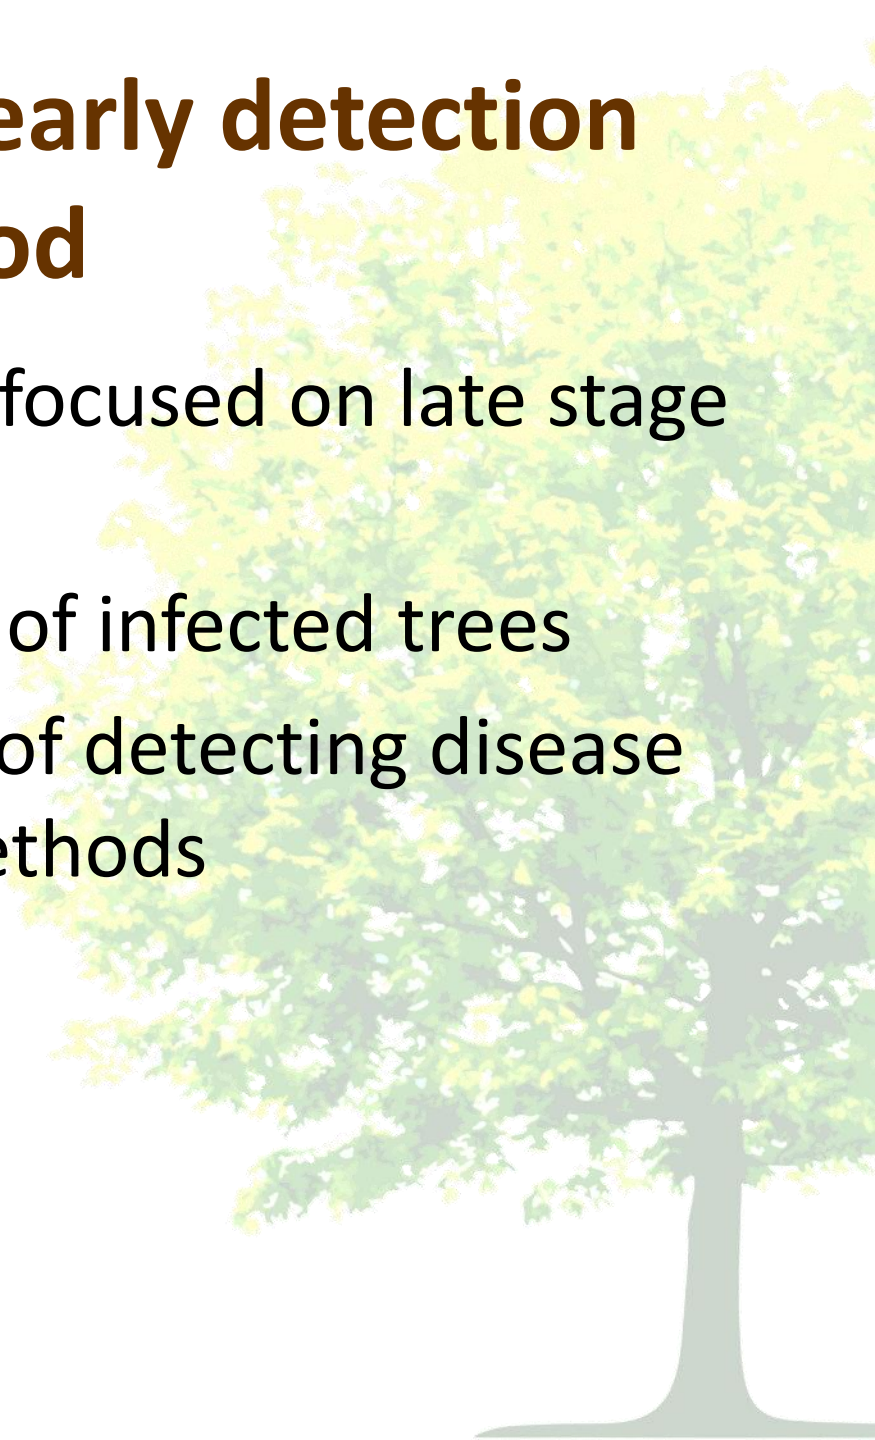 early detection
od
focused on late stage
of infected trees
of detecting disease
ethods